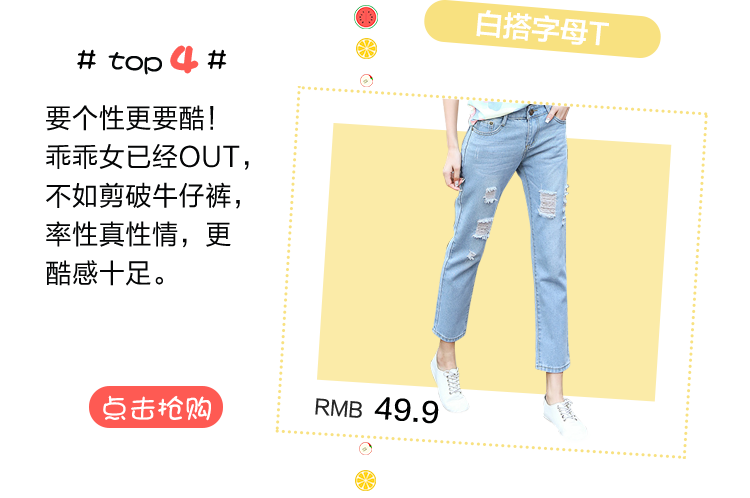 白搭字母T
# top 4 #
要个性更要酷!
乖乖女已经OUT，
不如剪破牛仔裤，
率性真性情，更
酷感十足。
点击抢购
RMB 49.9